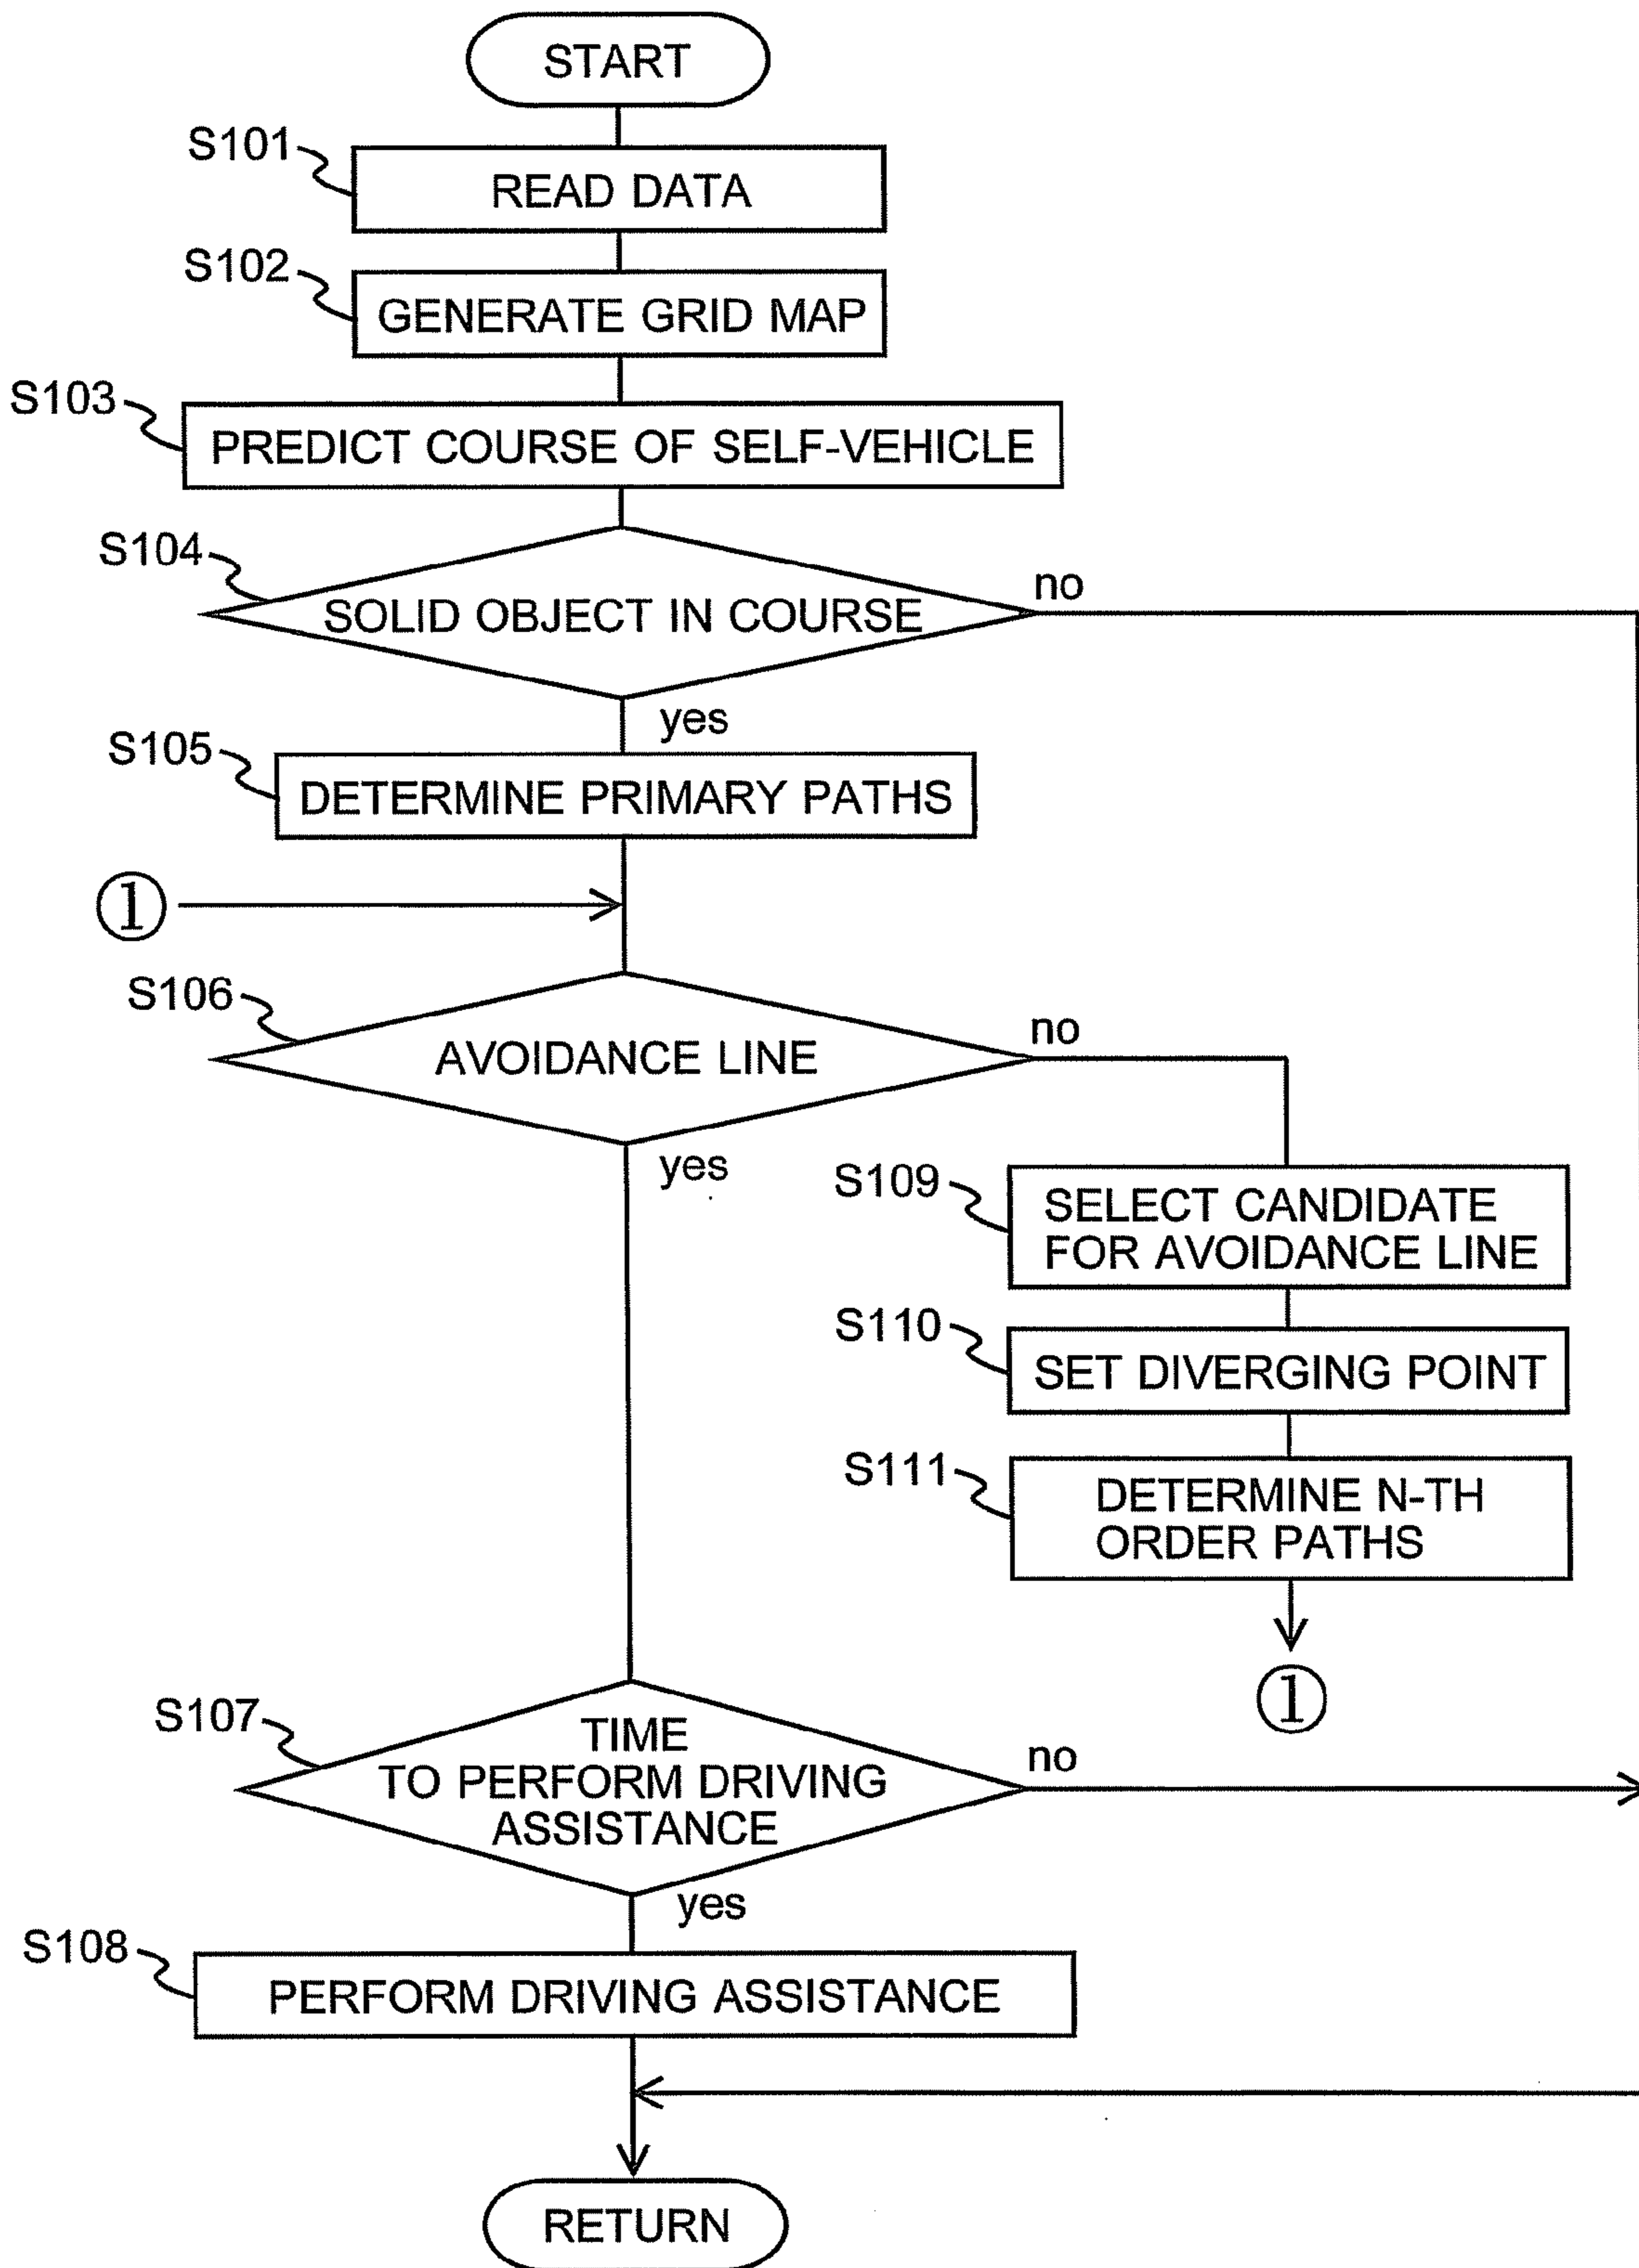 START
S101
READ DATA
S102
GENERATE GRID MAP
S103
PREDICT COURSE OF SELF-VEHICLE
S104
SOLID OBJECT IN COURSE
no
yes
S105
DETERMINE PRIMARY PATHS
①
S106
AVOIDANCE LINE
no
yes
S109
SELECT CANDIDATE
FOR AVOIDANCE LINE
S110
SET DIVERGING POINT
S111
DETERMINE N-TH
ORDER PATHS
①
S107
TIME
TO PERFORM DRIVING
ASSISTANCE
no
yes
S108
PERFORM DRIVING ASSISTANCE
RETURN